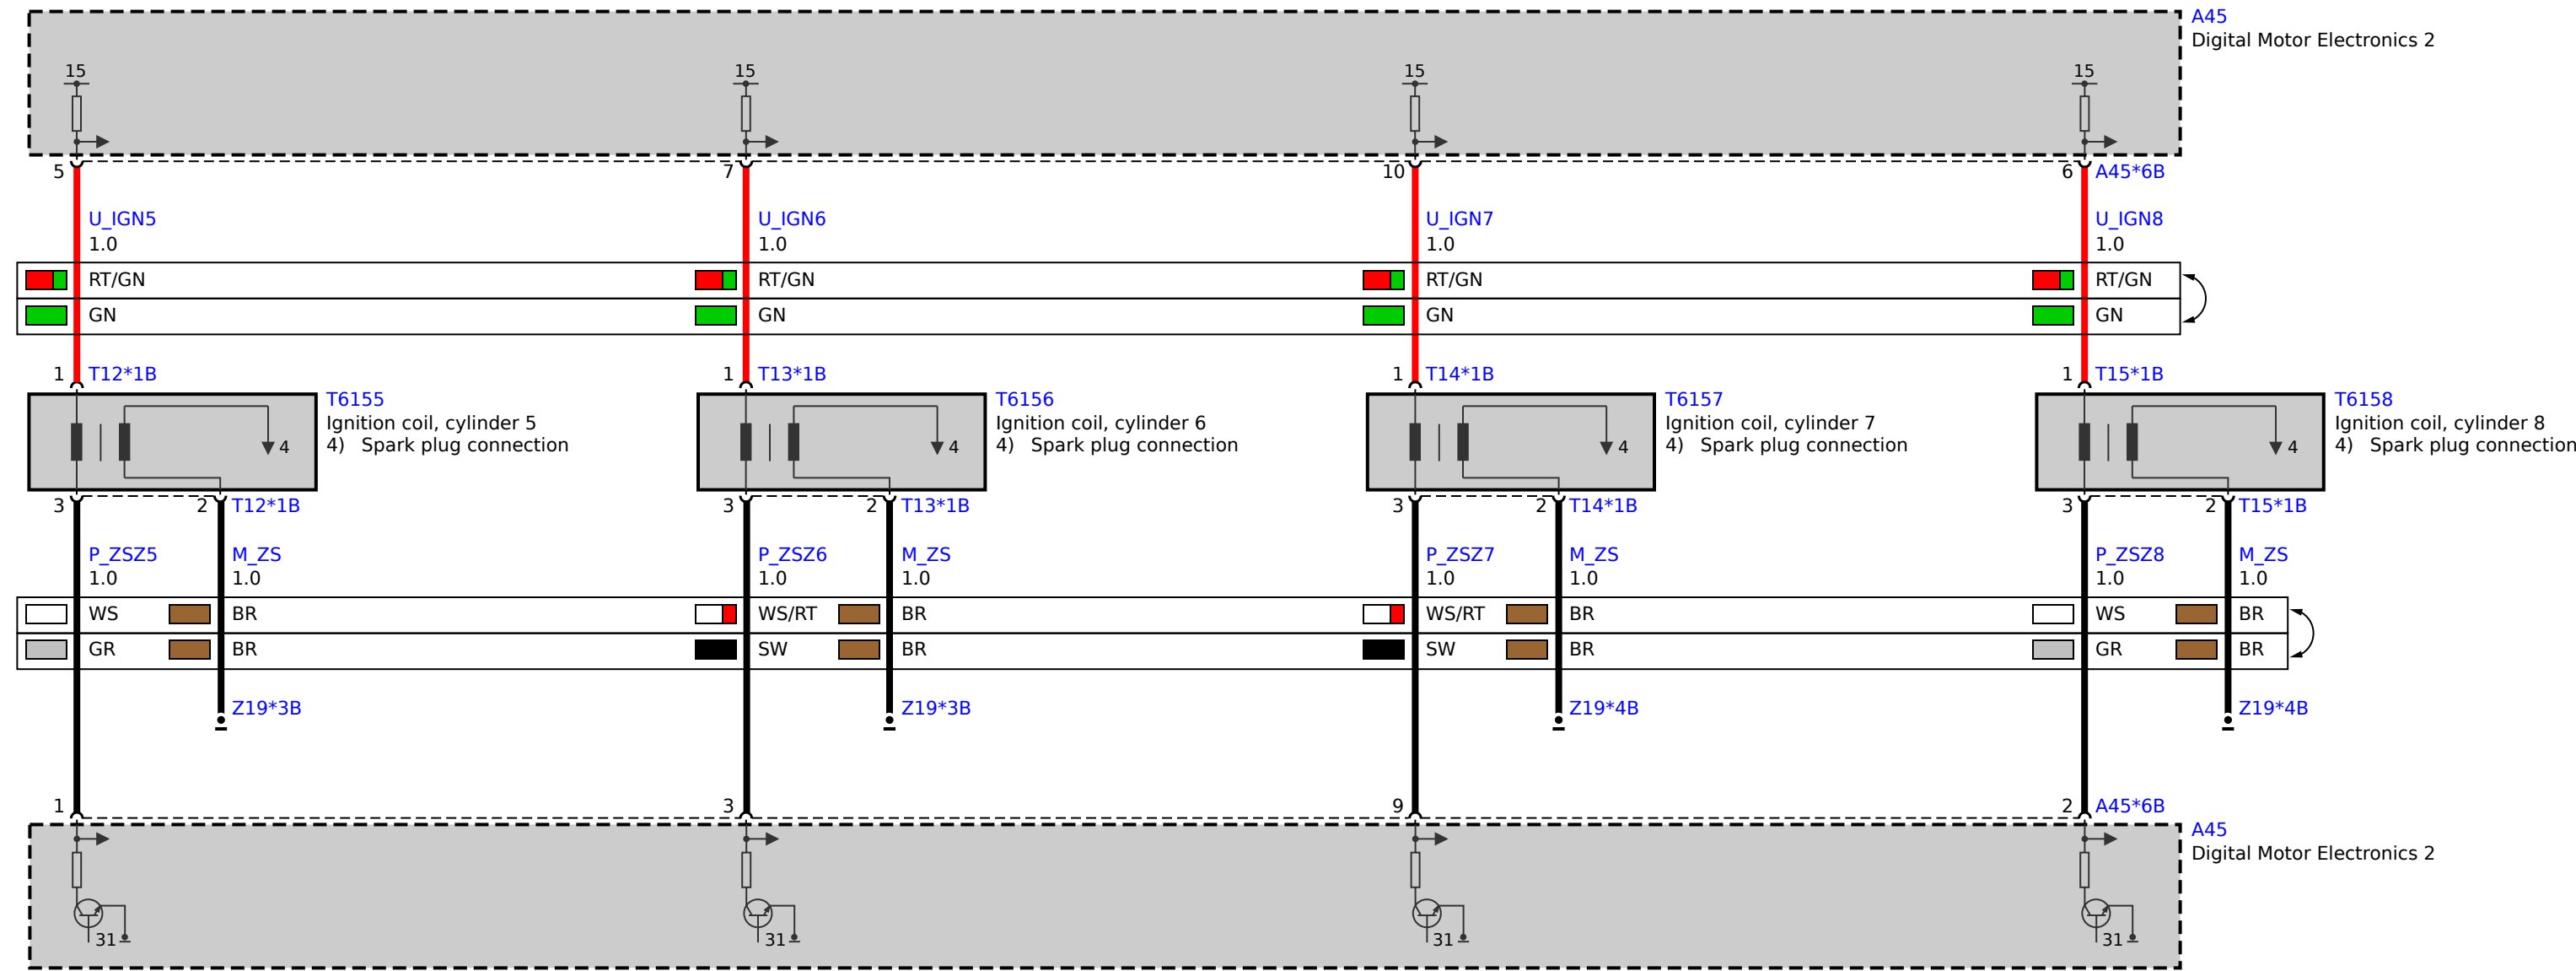 A45
Digital Motor Electronics 2
15 15 15 15
5 7 10 6 A45*6B
U_IGN5 U_IGN6 U_IGN7 U_IGN8
1.0 1.0 1.0 1.0
RT/GN RT/GN RT/GN RT/GN
GN GN GN GN
1 T12*1B 1 T13*1B 1 T14*1B 1 T15*1B
T6155 T6156 T6157 T6158
Ignition coil, cylinder 5 Ignition coil, cylinder 6 Ignition coil, cylinder 7 Ignition coil, cylinder 8
4 4) Spark plug connection 4 4) Spark plug connection 4 4) Spark plug connection 4 4) Spark plug connection
3 2 T12*1B 3 2 T13*1B 3 2 T14*1B 3 2 T15*1B
P_ZSZ5 M_ZS P_ZSZ6 M_ZS P_ZSZ7 M_ZS P_ZSZ8 M_ZS
1.0 1.0 1.0 1.0 1.0 1.0 1.0 1.0
WS BR WS/RT BR WS/RT BR WS BR
GR BR SW BR SW BR GR BR
Z19*3B Z19*3B Z19*4B Z19*4B
1 3 9 2 A45*6B
A45
Digital Motor Electronics 2
31 31 31 31